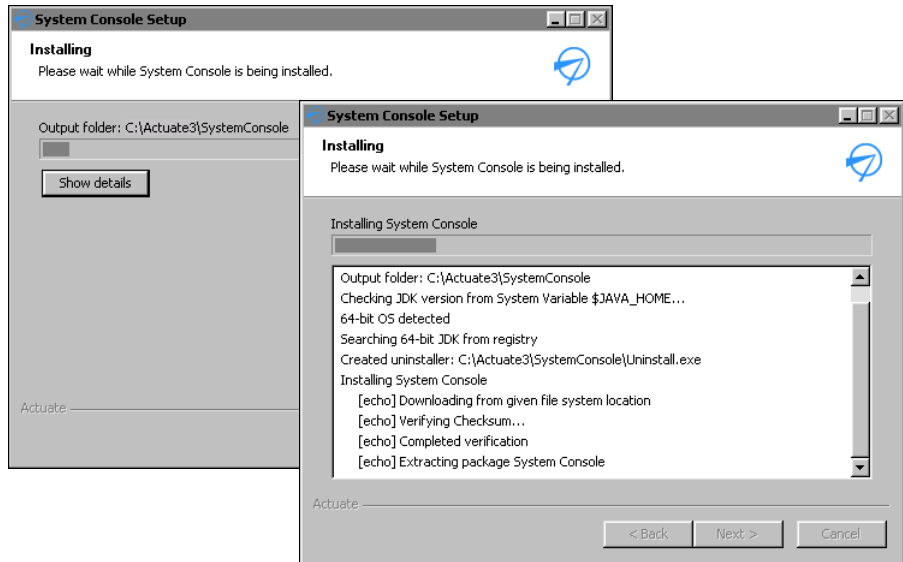 System Console Setup
Installing
Please wait while System Console is being installed.
Output folder: C:\Actuate3\SystemConsole
Show details
Actuate
System Console Setup
Installing
Please wait while System Console is being installed.
Installing System Console
Output folder: C:\Actuate3\SystemConsole
Checking JDK version from System Variable $JAVA_HOME...
64-bit OS detected
Searching 64-bit JDK from registry
Created uninstaller: C:\Actuate3\SystemConsole\Uninstall.exe
Installing System Console
[echo] Downloading from given file system location
[echo] Verifying Checksum...
[echo] Completed verification
[echo] Extracting package System Console
Actuate
< Back Next > Cancel